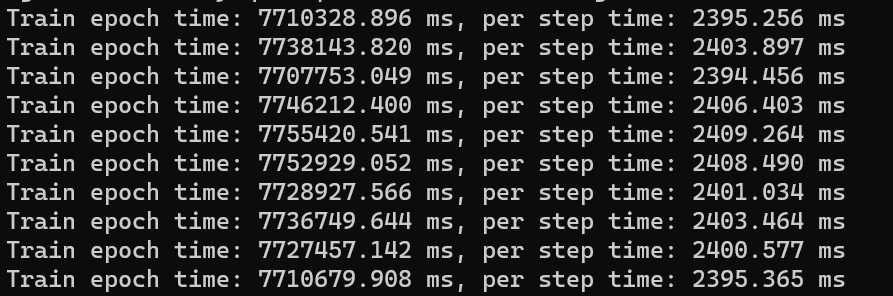 Train epoch time: 7710328.896 ms, per step time: 2395.256 ms
Train epoch time: 7738143.820 ms, per step time: 2403.897 ms
Train epoch time: 7707753.049 ms, per step time: 2394.456 ms
Train epoch time: 7746212.400 ms, per step time: 2406.403 ms
Train epoch time: 7755420.541 ms, per step time: 2409.264 ms
Train epoch time: 7752929.052 ms, per step time: 2408.490 ms
Train epoch time: 7728927.566 ms, per step time: 2401.034 ms
Train epoch time: 7736749.644 ms, per step time: 2403.464 ms
Train epoch time: 7727457.142 ms, per step time: 2400.577 ms
Train epoch time: 7710679.908 ms, per step time: 2395.365 ms